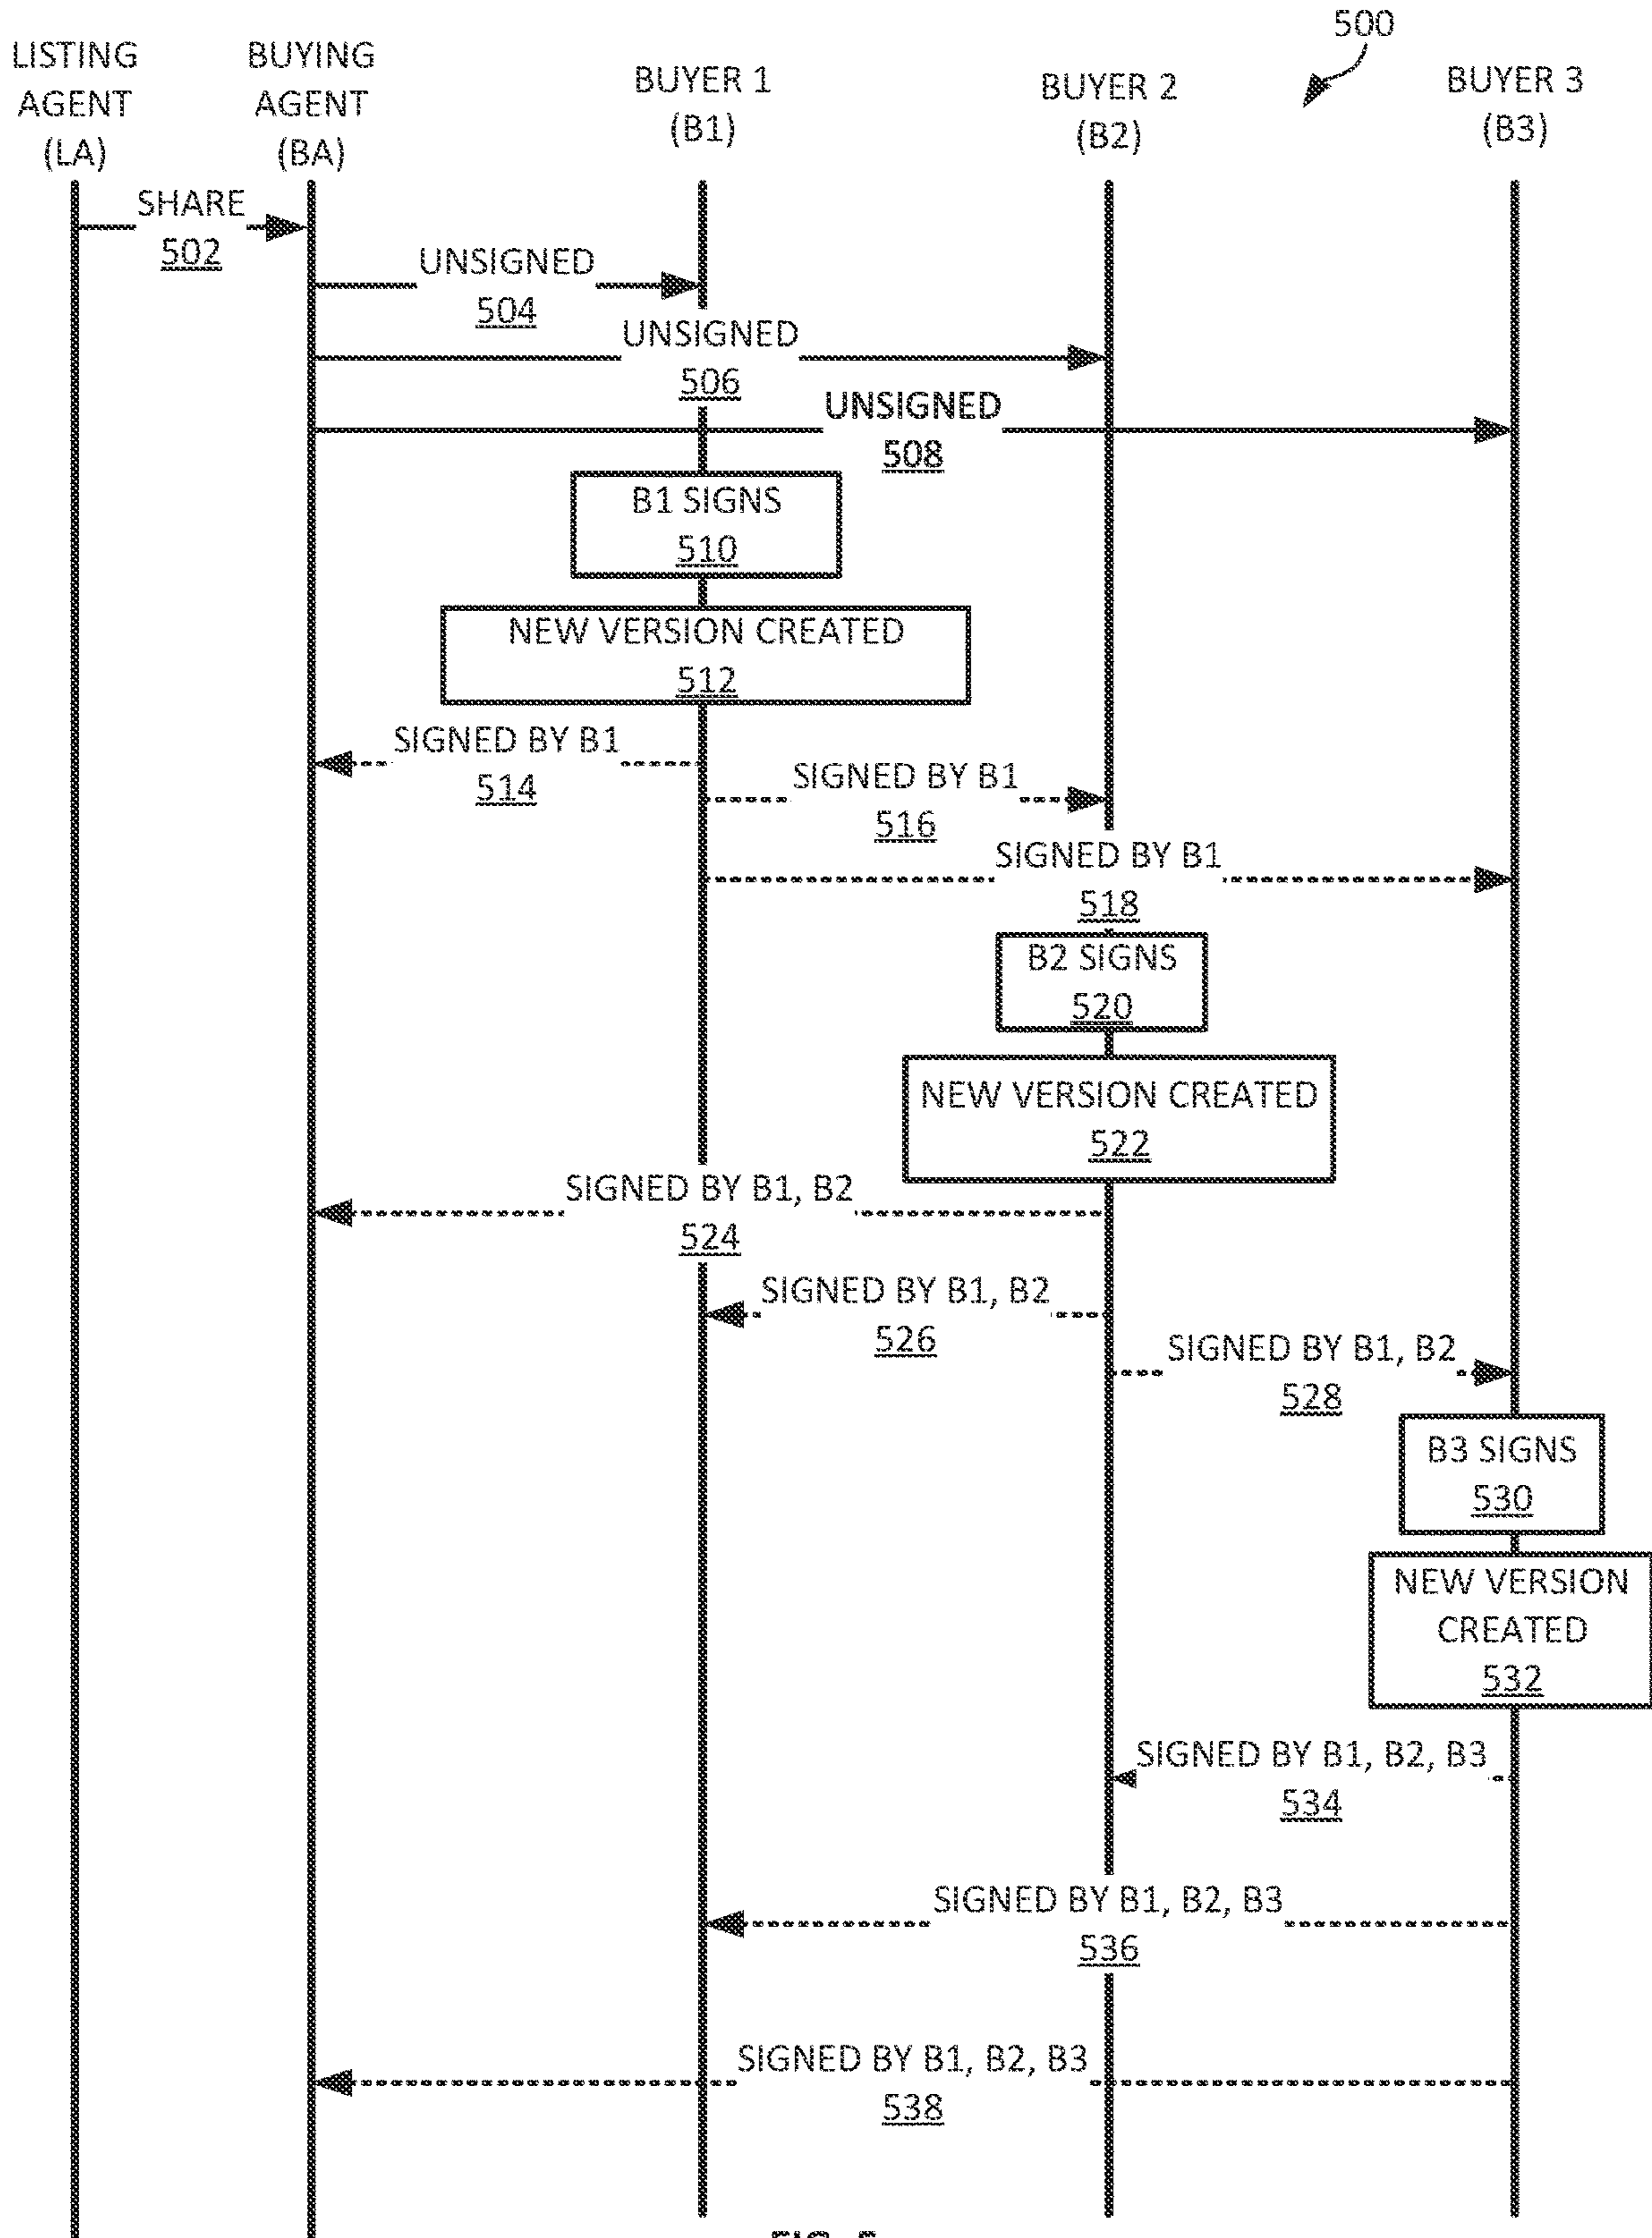 500
LISTING
AGENT
(LA)
BUYING
AGENT
(BA)
BUYER 1
(B1)
BUYER 2
(B2)
BUYER 3
(B3)
SHARE
502
UNSIGNED
504
UNSIGNED
506
UNSIGNED
508
B1 SIGNS
510
NEW VERSION CREATED
512
SIGNED BY B1
514
SIGNED BY B1
516
SIGNED BY B1
518
B2 SIGNS
520
NEW VERSION CREATED
522
SIGNED BY B1, B2
524
SIGNED BY B1, B2
526
SIGNED BY B1, B2
528
B3 SIGNS
530
NEW VERSION
CREATED
532
SIGNED BY B1, B2, B3
534
SIGNED BY B1, B2, B3
536
SIGNED BY B1, B2, B3
538